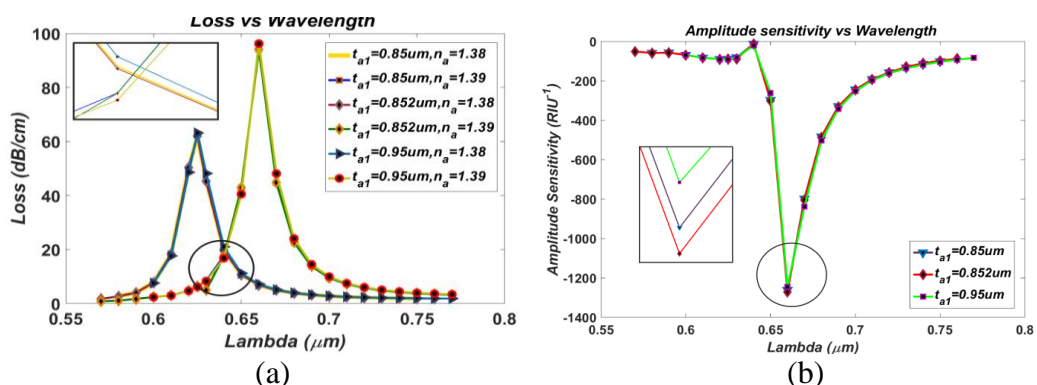 Loss vs Wavelength
100
80
60
40
20
0
0.55
0.6
0.65
0.7
0.75
0.8
Loss (dB/cm)
Lambda (μm)
t_a1=0.85um,n_a=1.38
t_a1=0.85um,n_a=1.39
t_a1=0.852um,n_a=1.38
t_a1=0.852um,n_a=1.39
t_a1=0.95um,n_a=1.38
t_a1=0.95um,n_a=1.39
(a)
Amplitude sensitivity vs Wavelength
0
-200
-400
-600
-800
-1000
-1200
-1400
0.55
0.6
0.65
0.7
0.75
0.8
Amplitude Sensitivity (RIU⁻¹)
Lambda (μm)
t_a1=0.85um
t_a1=0.852um
t_a1=0.95um
(b)